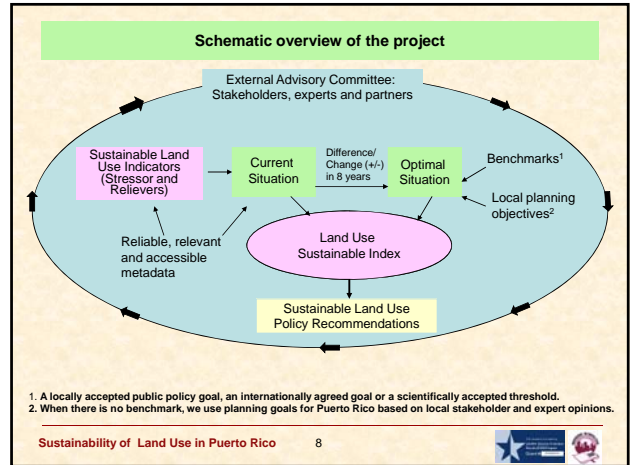 Schematic overview of the project
External Advisory Committee:
Stakeholders, experts and partners
Sustainable Land
Use Indicators
(Stressor and
Relievers)
Current
Situation
Difference/
Change (+/-)
in 8 years
Optimal
Situation
Benchmarks1
Local planning
objectives2
Reliable, relevant
and accessible
metadata
Land Use
Sustainable Index
Sustainable Land Use
Policy Recommendations
1. A locally accepted public policy goal, an internationally agreed goal or a scientifically accepted threshold.
2. When there is no benchmark, we use planning goals for Puerto Rico based on local stakeholder and expert opinions.
Sustainability of Land Use in Puerto Rico 8